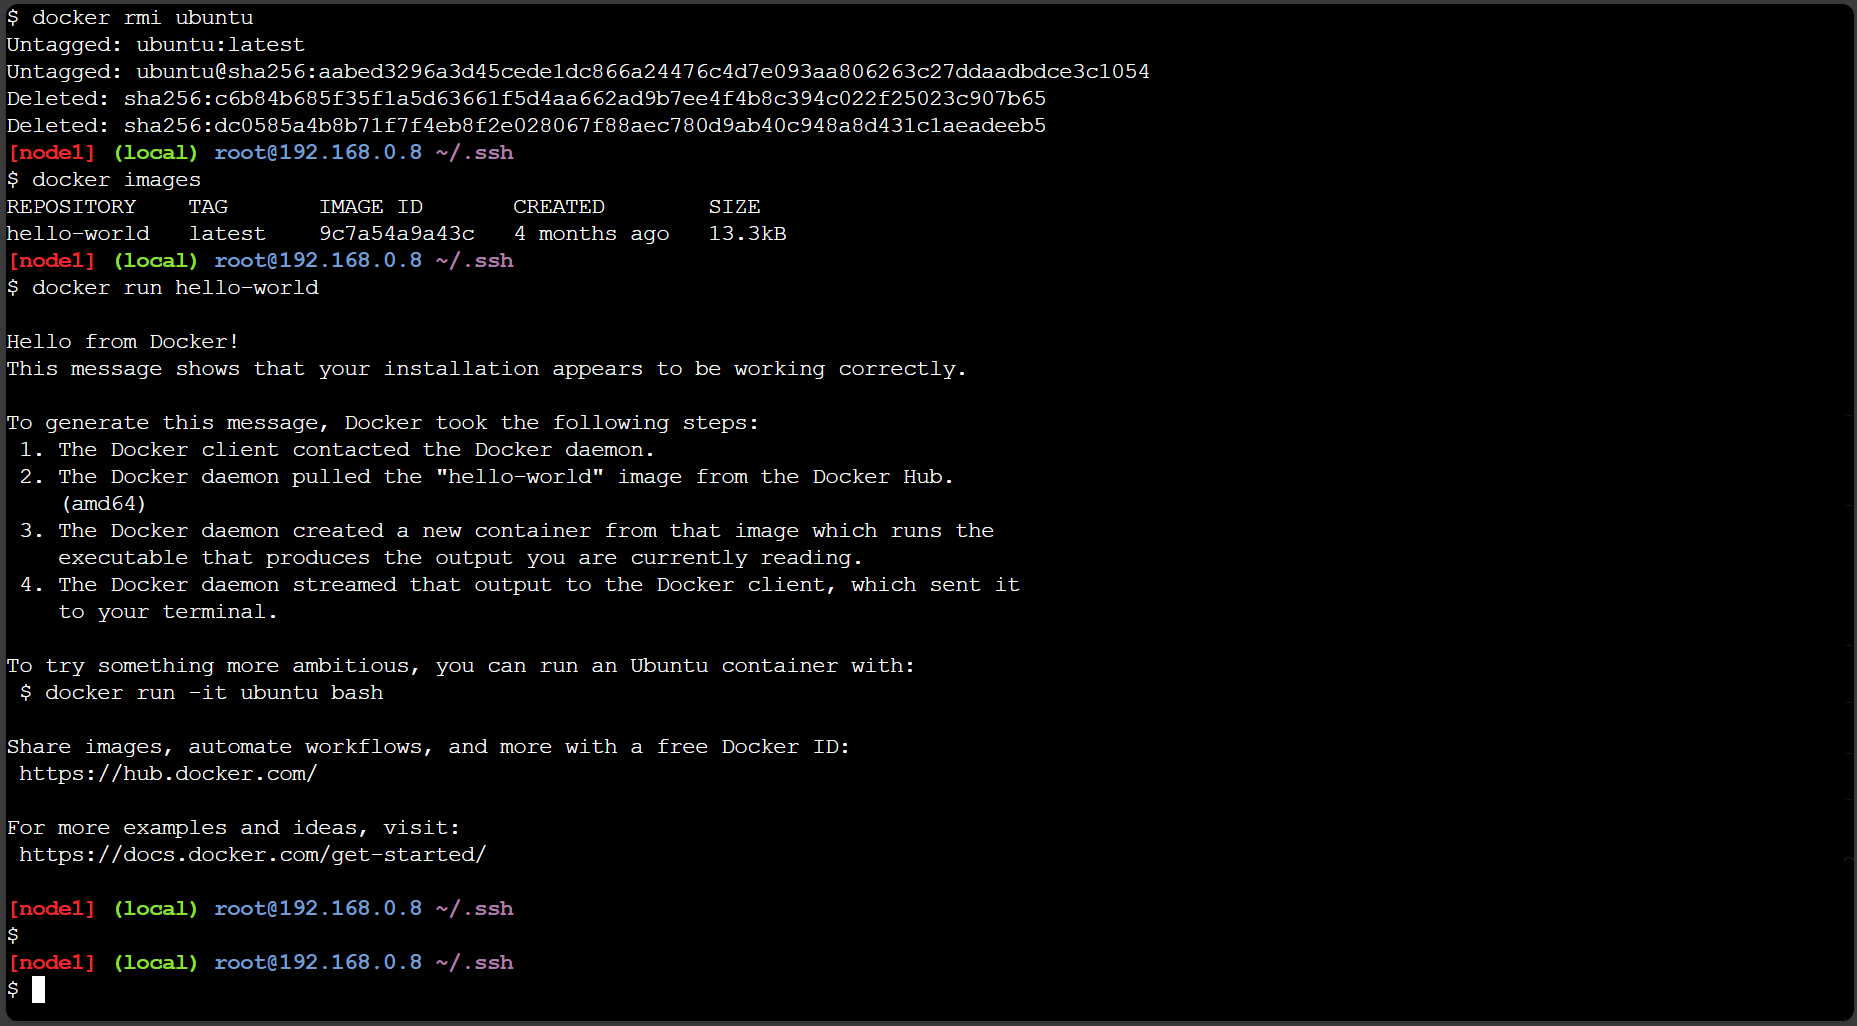 $ docker rmi ubuntu
Untagged: ubuntu:latest
Untagged: ubuntu@sha256:aabed3296a3d45cede1dc866a24476c4d7e093aa806263c27ddaadbdce3c1054
Deleted: sha256:c6b84b685f35f1a5d63661f5d4aa662ad9b7ee4f4b8c394c022f25023c907b65
Deleted: sha256:dc0585a4b8b71f7f4eb8f2e028067f88aec780d9ab40c948a8d431c1aeadeeb5
[node1] (local) root@192.168.0.8 ~/.ssh
$ docker images
REPOSITORY    TAG       IMAGE ID       CREATED        SIZE
hello-world   latest    9c7a54a9a43c   4 months ago   13.3kB
[node1] (local) root@192.168.0.8 ~/.ssh
$ docker run hello-world
Hello from Docker!
This message shows that your installation appears to be working correctly.
To generate this message, Docker took the following steps:
 1. The Docker client contacted the Docker daemon.
 2. The Docker daemon pulled the "hello-world" image from the Docker Hub.
    (amd64)
 3. The Docker daemon created a new container from that image which runs the
    executable that produces the output you are currently reading.
 4. The Docker daemon streamed that output to the Docker client, which sent it
    to your terminal.
To try something more ambitious, you can run an Ubuntu container with:
 $ docker run -it ubuntu bash
Share images, automate workflows, and more with a free Docker ID:
 https://hub.docker.com/
For more examples and ideas, visit:
 https://docs.docker.com/get-started/
[node1] (local) root@192.168.0.8 ~/.ssh
$
[node1] (local) root@192.168.0.8 ~/.ssh
$